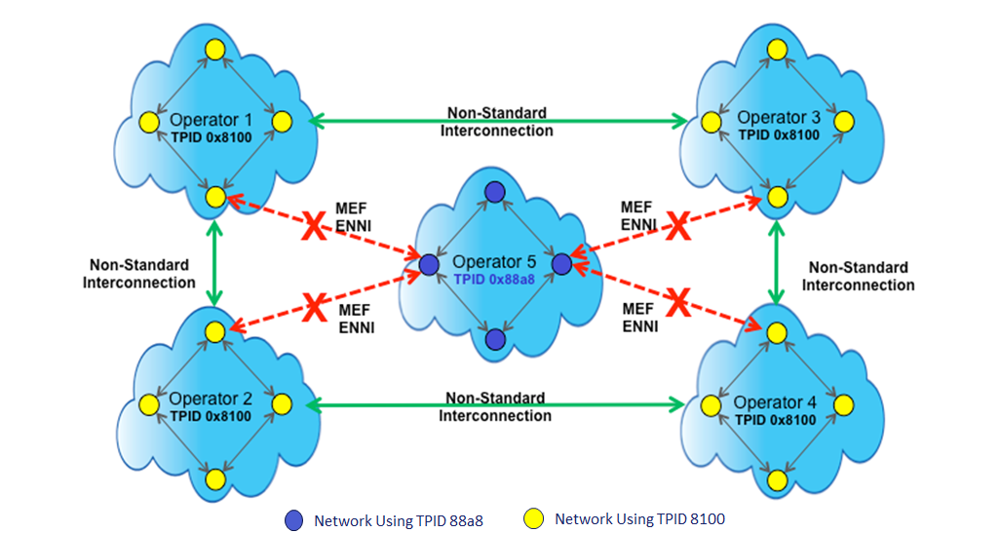 Operator 1
TPID 0x8100
Non-Standard
Interconnection
Operator 3
TPID 0x8100
MEF
ENNI
MEF
ENNI
Non-Standard
Interconnection
Operator 5
TPID 0x88a8
Non-Standard
Interconnection
MEF
ENNI
MEF
ENNI
Operator 2
TPID 0x8100
Non-Standard
Interconnection
Operator 4
TPID 0x8100
Network Using TPID 88a8
Network Using TPID 8100